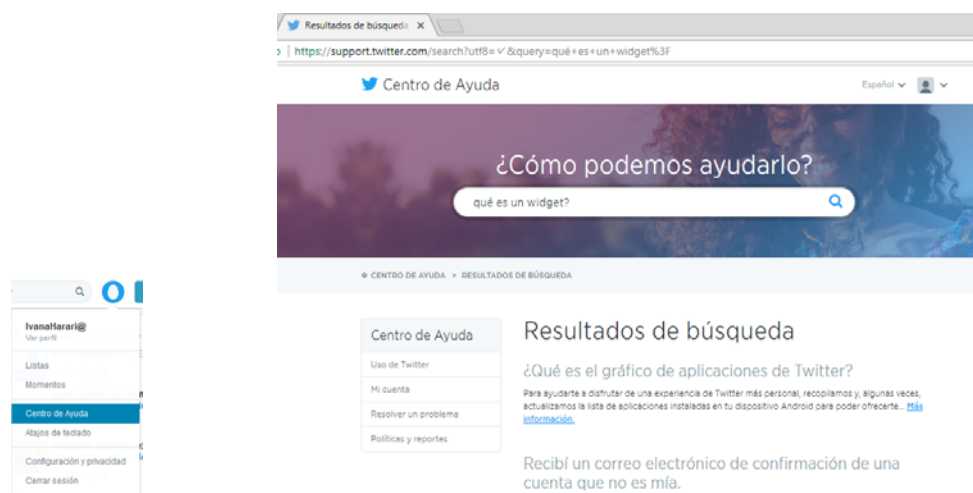 Resultados de búsqueda
https://support.twitter.com/search?utf8=✓&query=qué+es+un+widget%3F
Centro de Ayuda
Español
¿Cómo podemos ayudarlo?
qué es un widget?
CENTRO DE AYUDA > RESULTADOS DE BÚSQUEDA
IvanaHarari@
Ver perfil
Listas
Momentos
Centro de Ayuda
Atajos de teclado
Configuración y privacidad
Cerrar sesión
Centro de Ayuda
Uso de Twitter
Mi cuenta
Resolver un problema
Políticas y reportes
Resultados de búsqueda
¿Qué es el gráfico de aplicaciones de Twitter?
Para ayudarte a disfrutar de una experiencia de Twitter más personal, recopilamos y, algunas veces,
actualizamos la lista de aplicaciones instaladas en tu dispositivo Android para poder ofrecerte... Más
información.
Recibí un correo electrónico de confirmación de una
cuenta que no es mía.